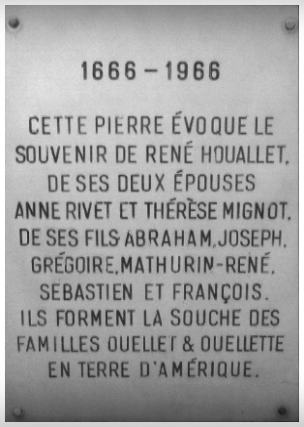 1666 - 1966
CETTE PIERRE ÉVOQUE LE
SOUVENIR DE RENÉ HOUALLET,
DE SES DEUX ÉPOUSES
ANNE RIVET ET THÉRÈSE MIGNOT,
DE SES FILS ABRAHAM, JOSEPH,
GRÉGOIRE, MATHURIN-RENÉ,
SÉBASTIEN ET FRANÇOIS.
ILS FORMENT LA SOUCHE DES
FAMILLES OUELLET & OUELLETTE
EN TERRE D'AMÉRIQUE.